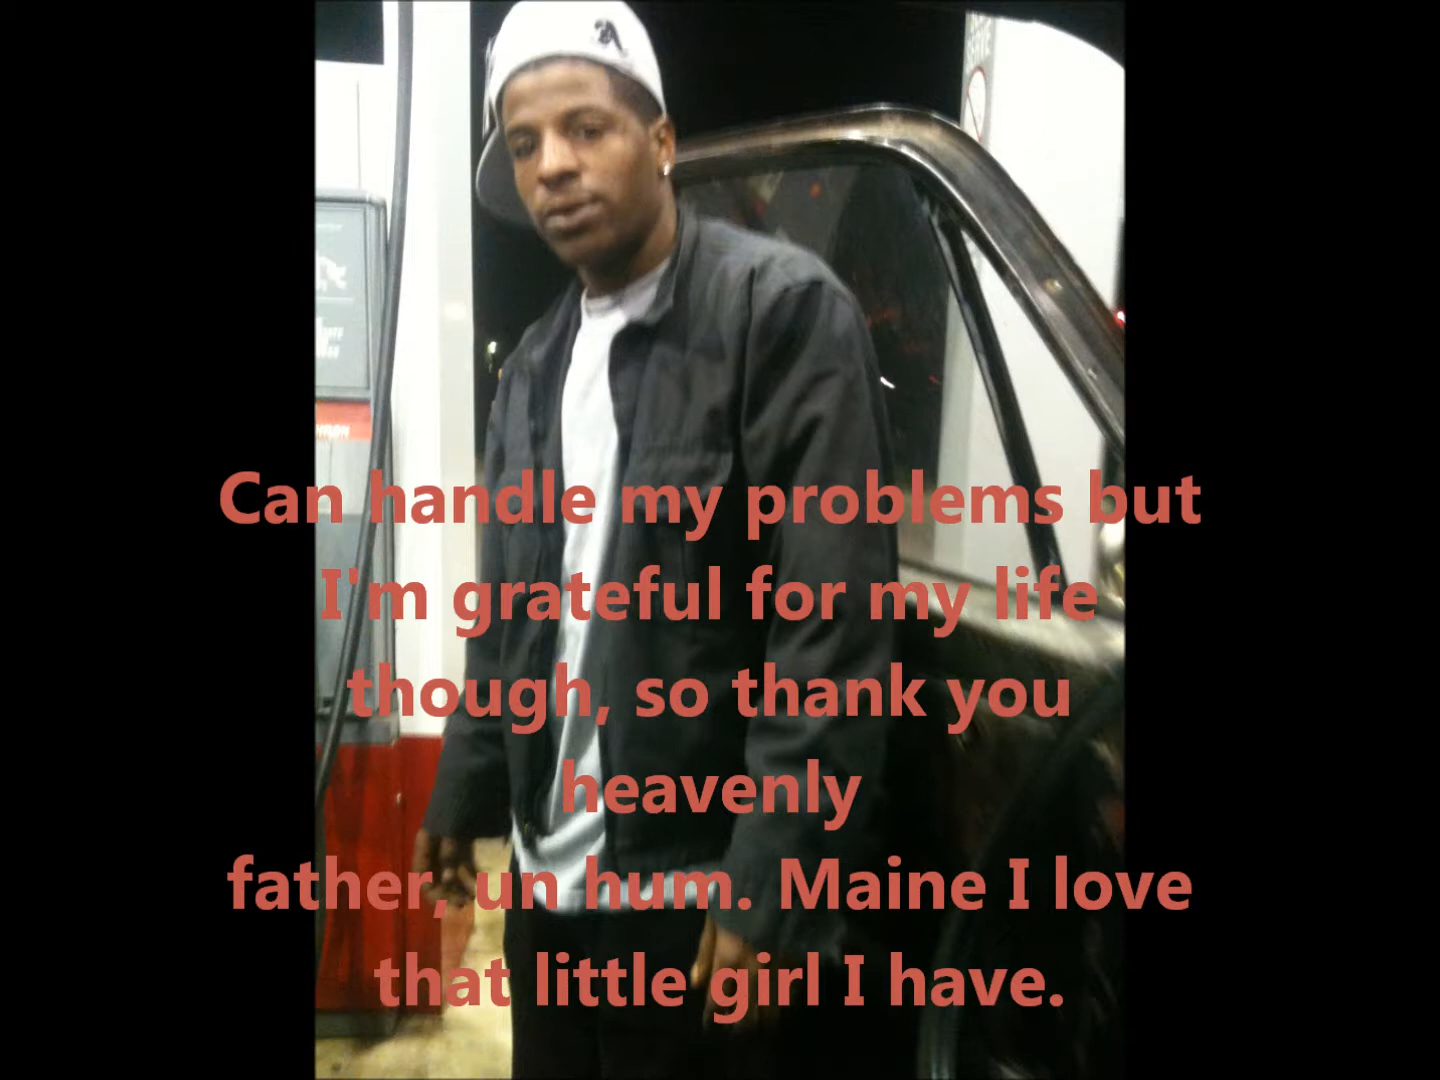 Can handle my problems but
I'm grateful for my life
though, so thank you
heavenly
father, un hum. Maine I love
that little girl I have.